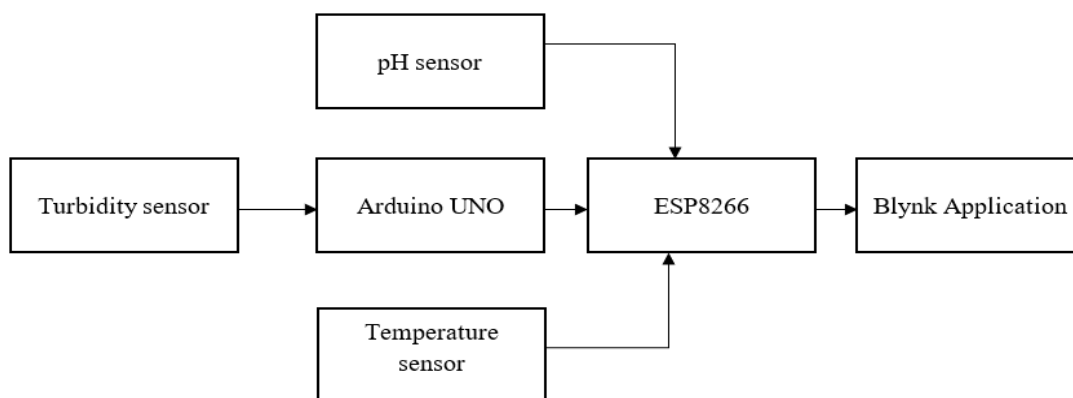 pH sensor
Turbidity sensor
Arduino UNO
ESP8266
Blynk Application
Temperature
sensor